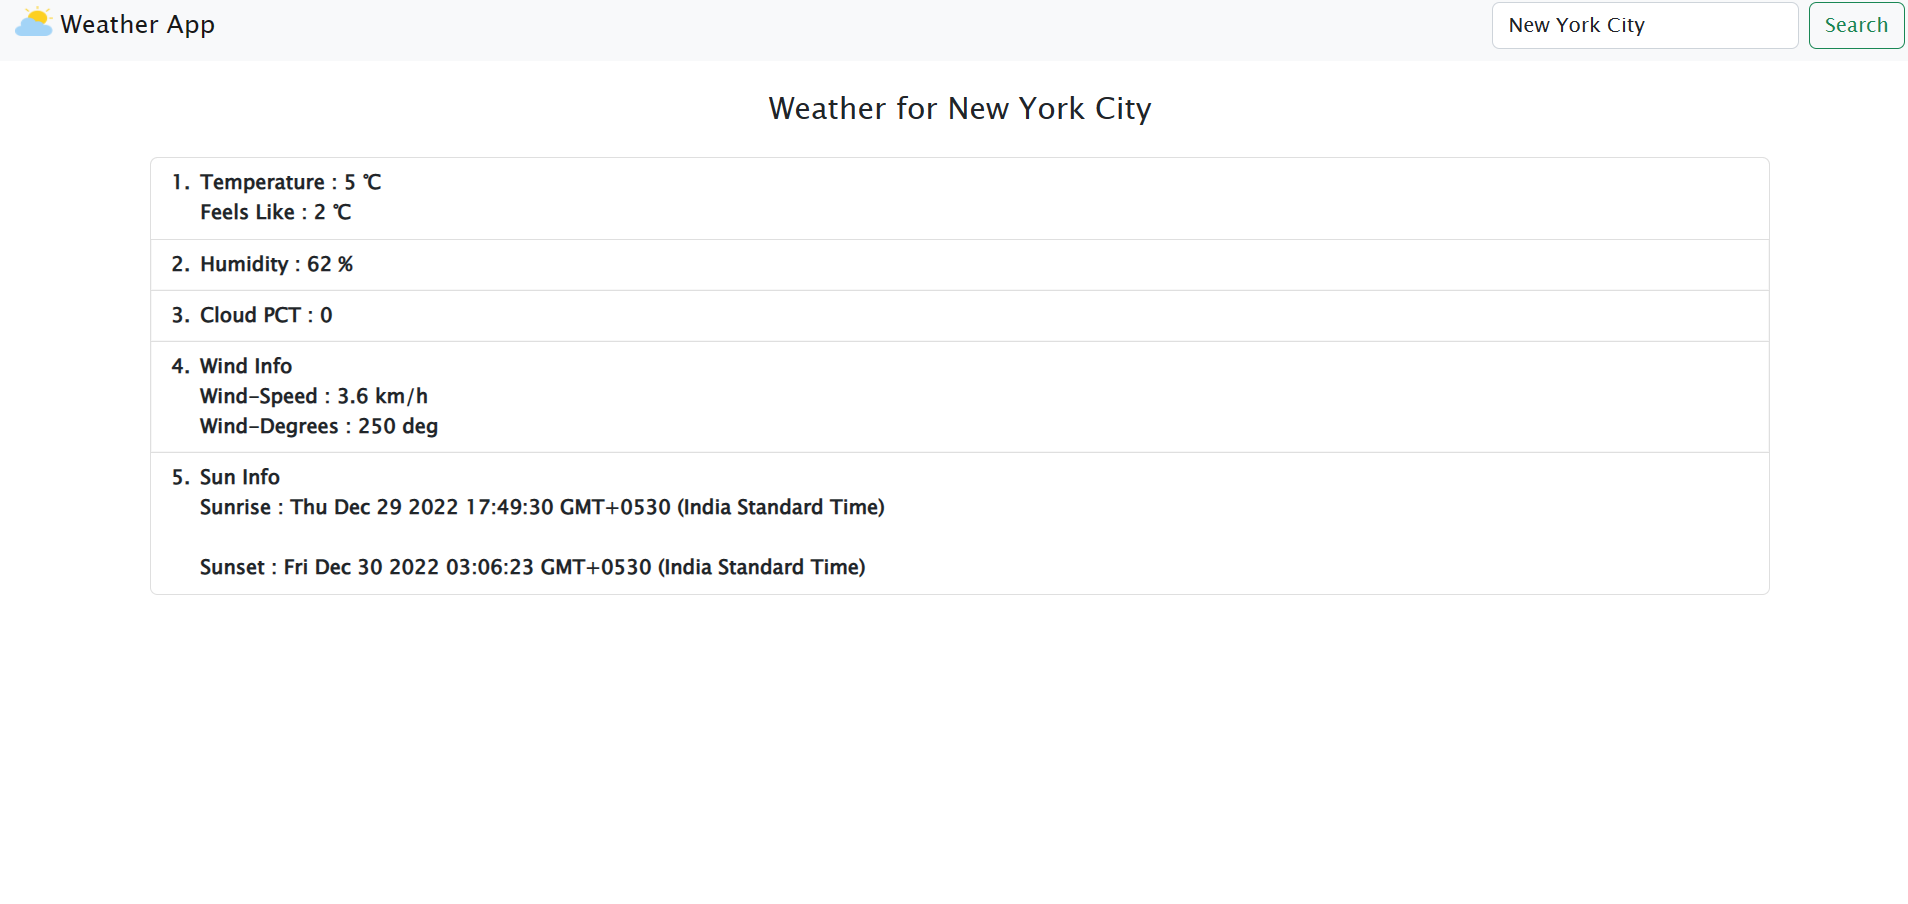 Weather App
New York City
Search
Weather for New York City
1. Temperature : 5 ℃
Feels Like : 2 ℃
2. Humidity : 62 %
3. Cloud PCT : 0
4. Wind Info
Wind-Speed : 3.6 km/h
Wind-Degrees : 250 deg
5. Sun Info
Sunrise : Thu Dec 29 2022 17:49:30 GMT+0530 (India Standard Time)
Sunset : Fri Dec 30 2022 03:06:23 GMT+0530 (India Standard Time)